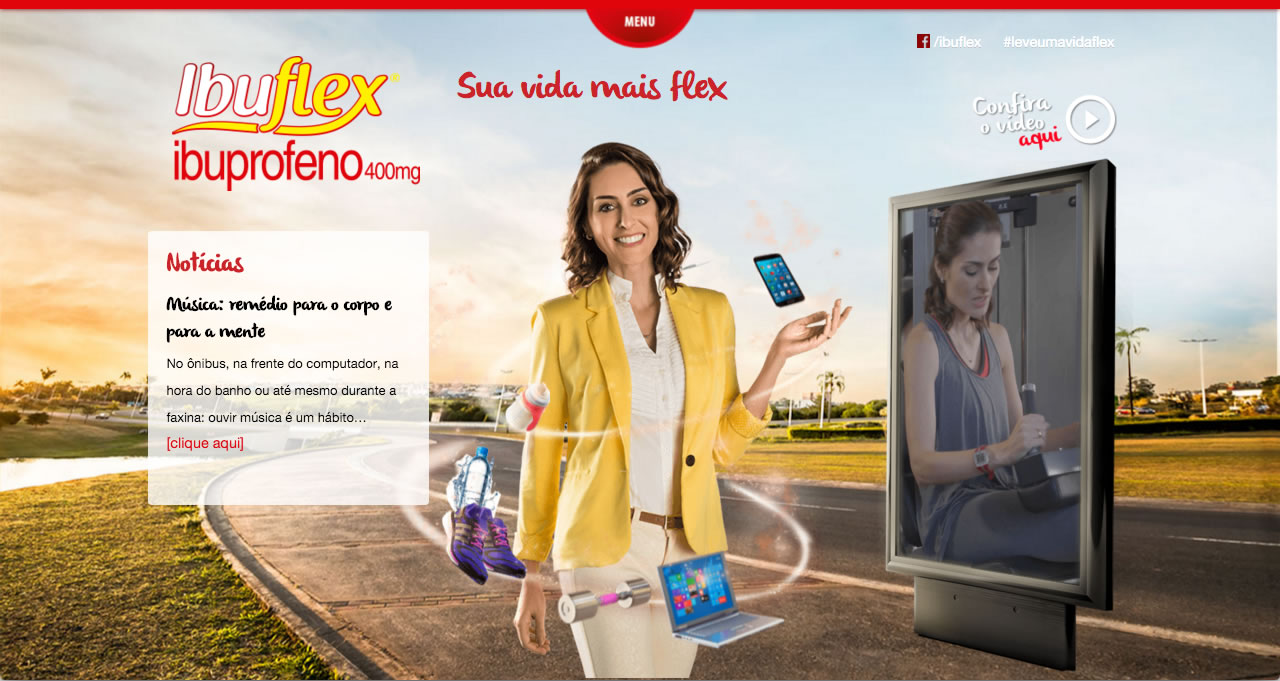 MENU
/ibuflex #leveumavidaflex
Ibuflex®
ibuprofeno 400mg
Sua vida mais flex
Confira
o vídeo
aqui
Notícias
Música: remédio para o corpo e
para a mente
No ônibus, na frente do computador, na
hora do banho ou até mesmo durante a
faxina: ouvir música é um hábito...
[clique aqui]